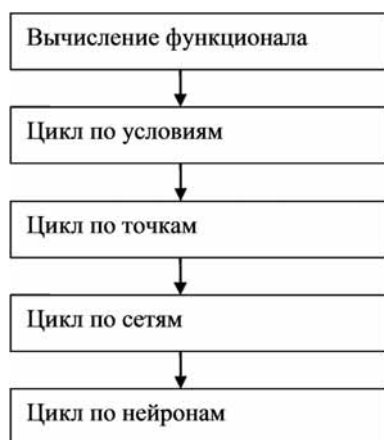 Вычисление функционала
Цикл по условиям
Цикл по точкам
Цикл по сетям
Цикл по нейронам